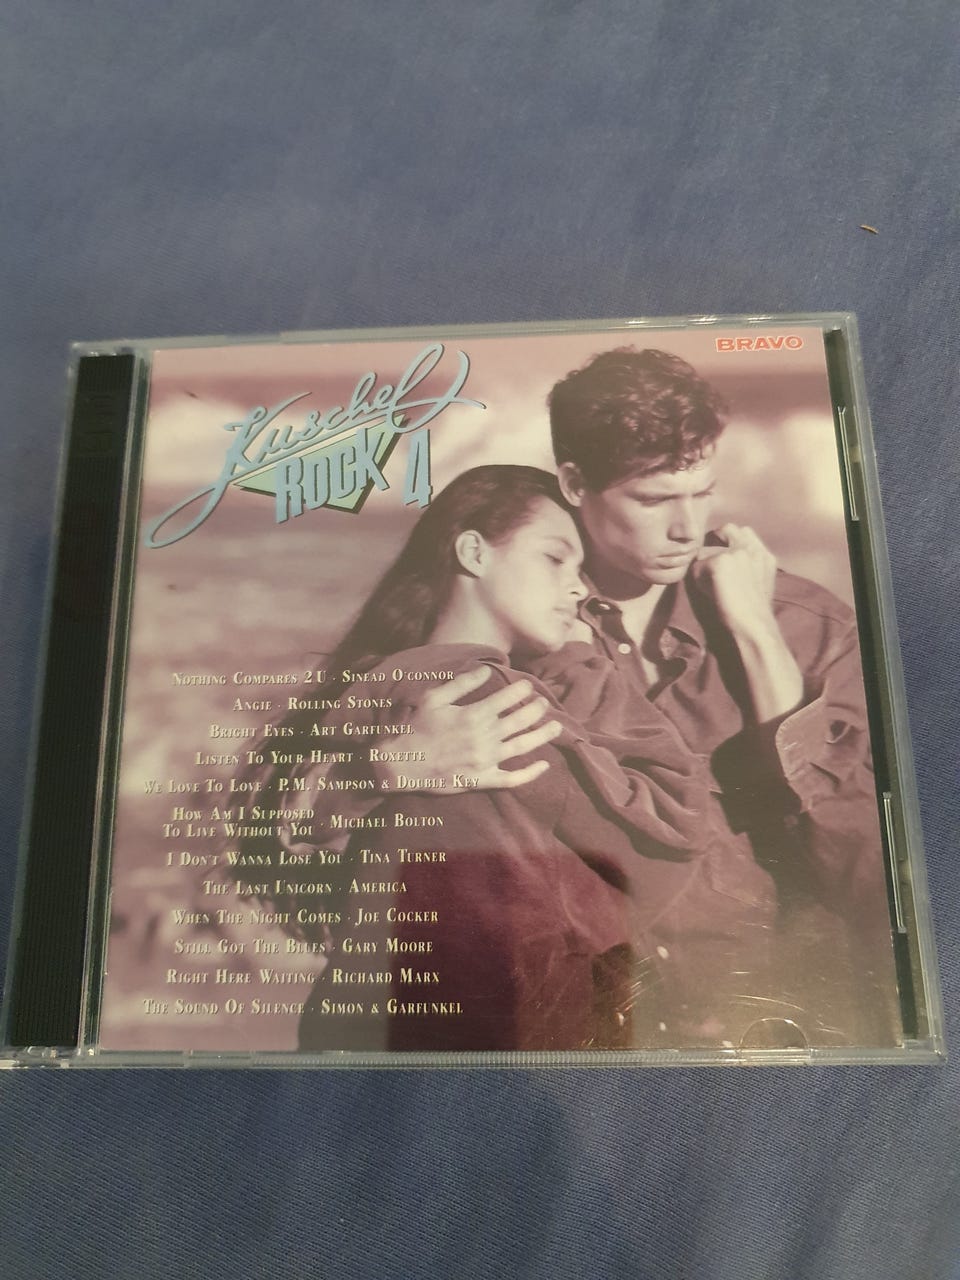 BRAVO
Kuschel
ROCK 4
NOTHING COMPARES 2 U · SINEAD O'CONNOR
ANGIE · ROLLING STONES
BRIGHT EYES · ART GARFUNKEL
LISTEN TO YOUR HEART · ROXETTE
WE LOVE TO LOVE · P.M. SAMPSON & DOUBLE KEY
HOW AM I SUPPOSED
TO LIVE WITHOUT YOU · MICHAEL BOLTON
I DON'T WANNA LOSE YOU · TINA TURNER
THE LAST UNICORN · AMERICA
WHEN THE NIGHT COMES · JOE COCKER
STILL GOT THE BLUES · GARY MOORE
RIGHT HERE WAITING · RICHARD MARX
THE SOUND OF SILENCE · SIMON & GARFUNKEL